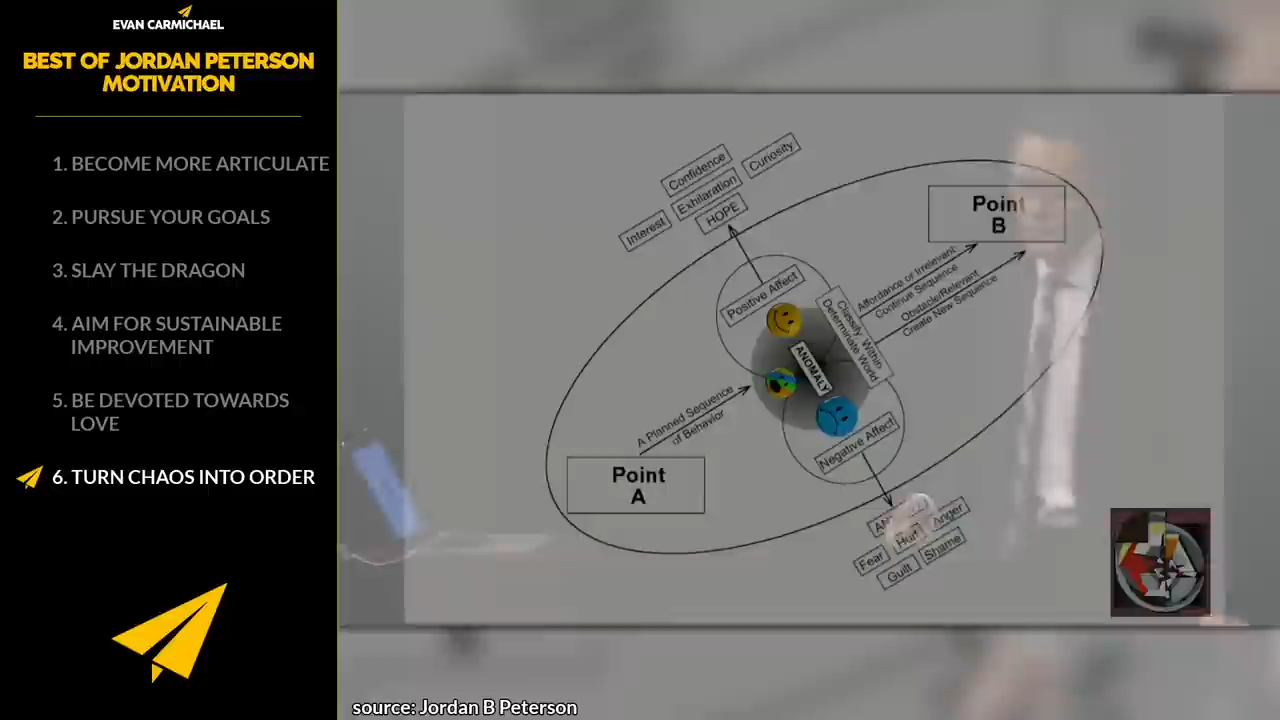 EVAN CARMICHAEL
BEST OF JORDAN PETERSON
MOTIVATION
1. BECOME MORE ARTICULATE
2. PURSUE YOUR GOALS
3. SLAY THE DRAGON
4. AIM FOR SUSTAINABLE
IMPROVEMENT
5. BE DEVOTED TOWARDS
LOVE
6. TURN CHAOS INTO ORDER
Confidence
Curiosity
Exhilaration
Interest
HOPE
Point
B
Positive Affect
Affordance or Irrelevant:
Continue Sequence
Obstacle/Relevant
Create New Sequence
Classify Within
Determinate World
ANOMALY
A Planned Sequence
of Behavior
Negative Affect
Point
A
Anger
Hurt
Fear
Shame
Guilt
source: Jordan B Peterson